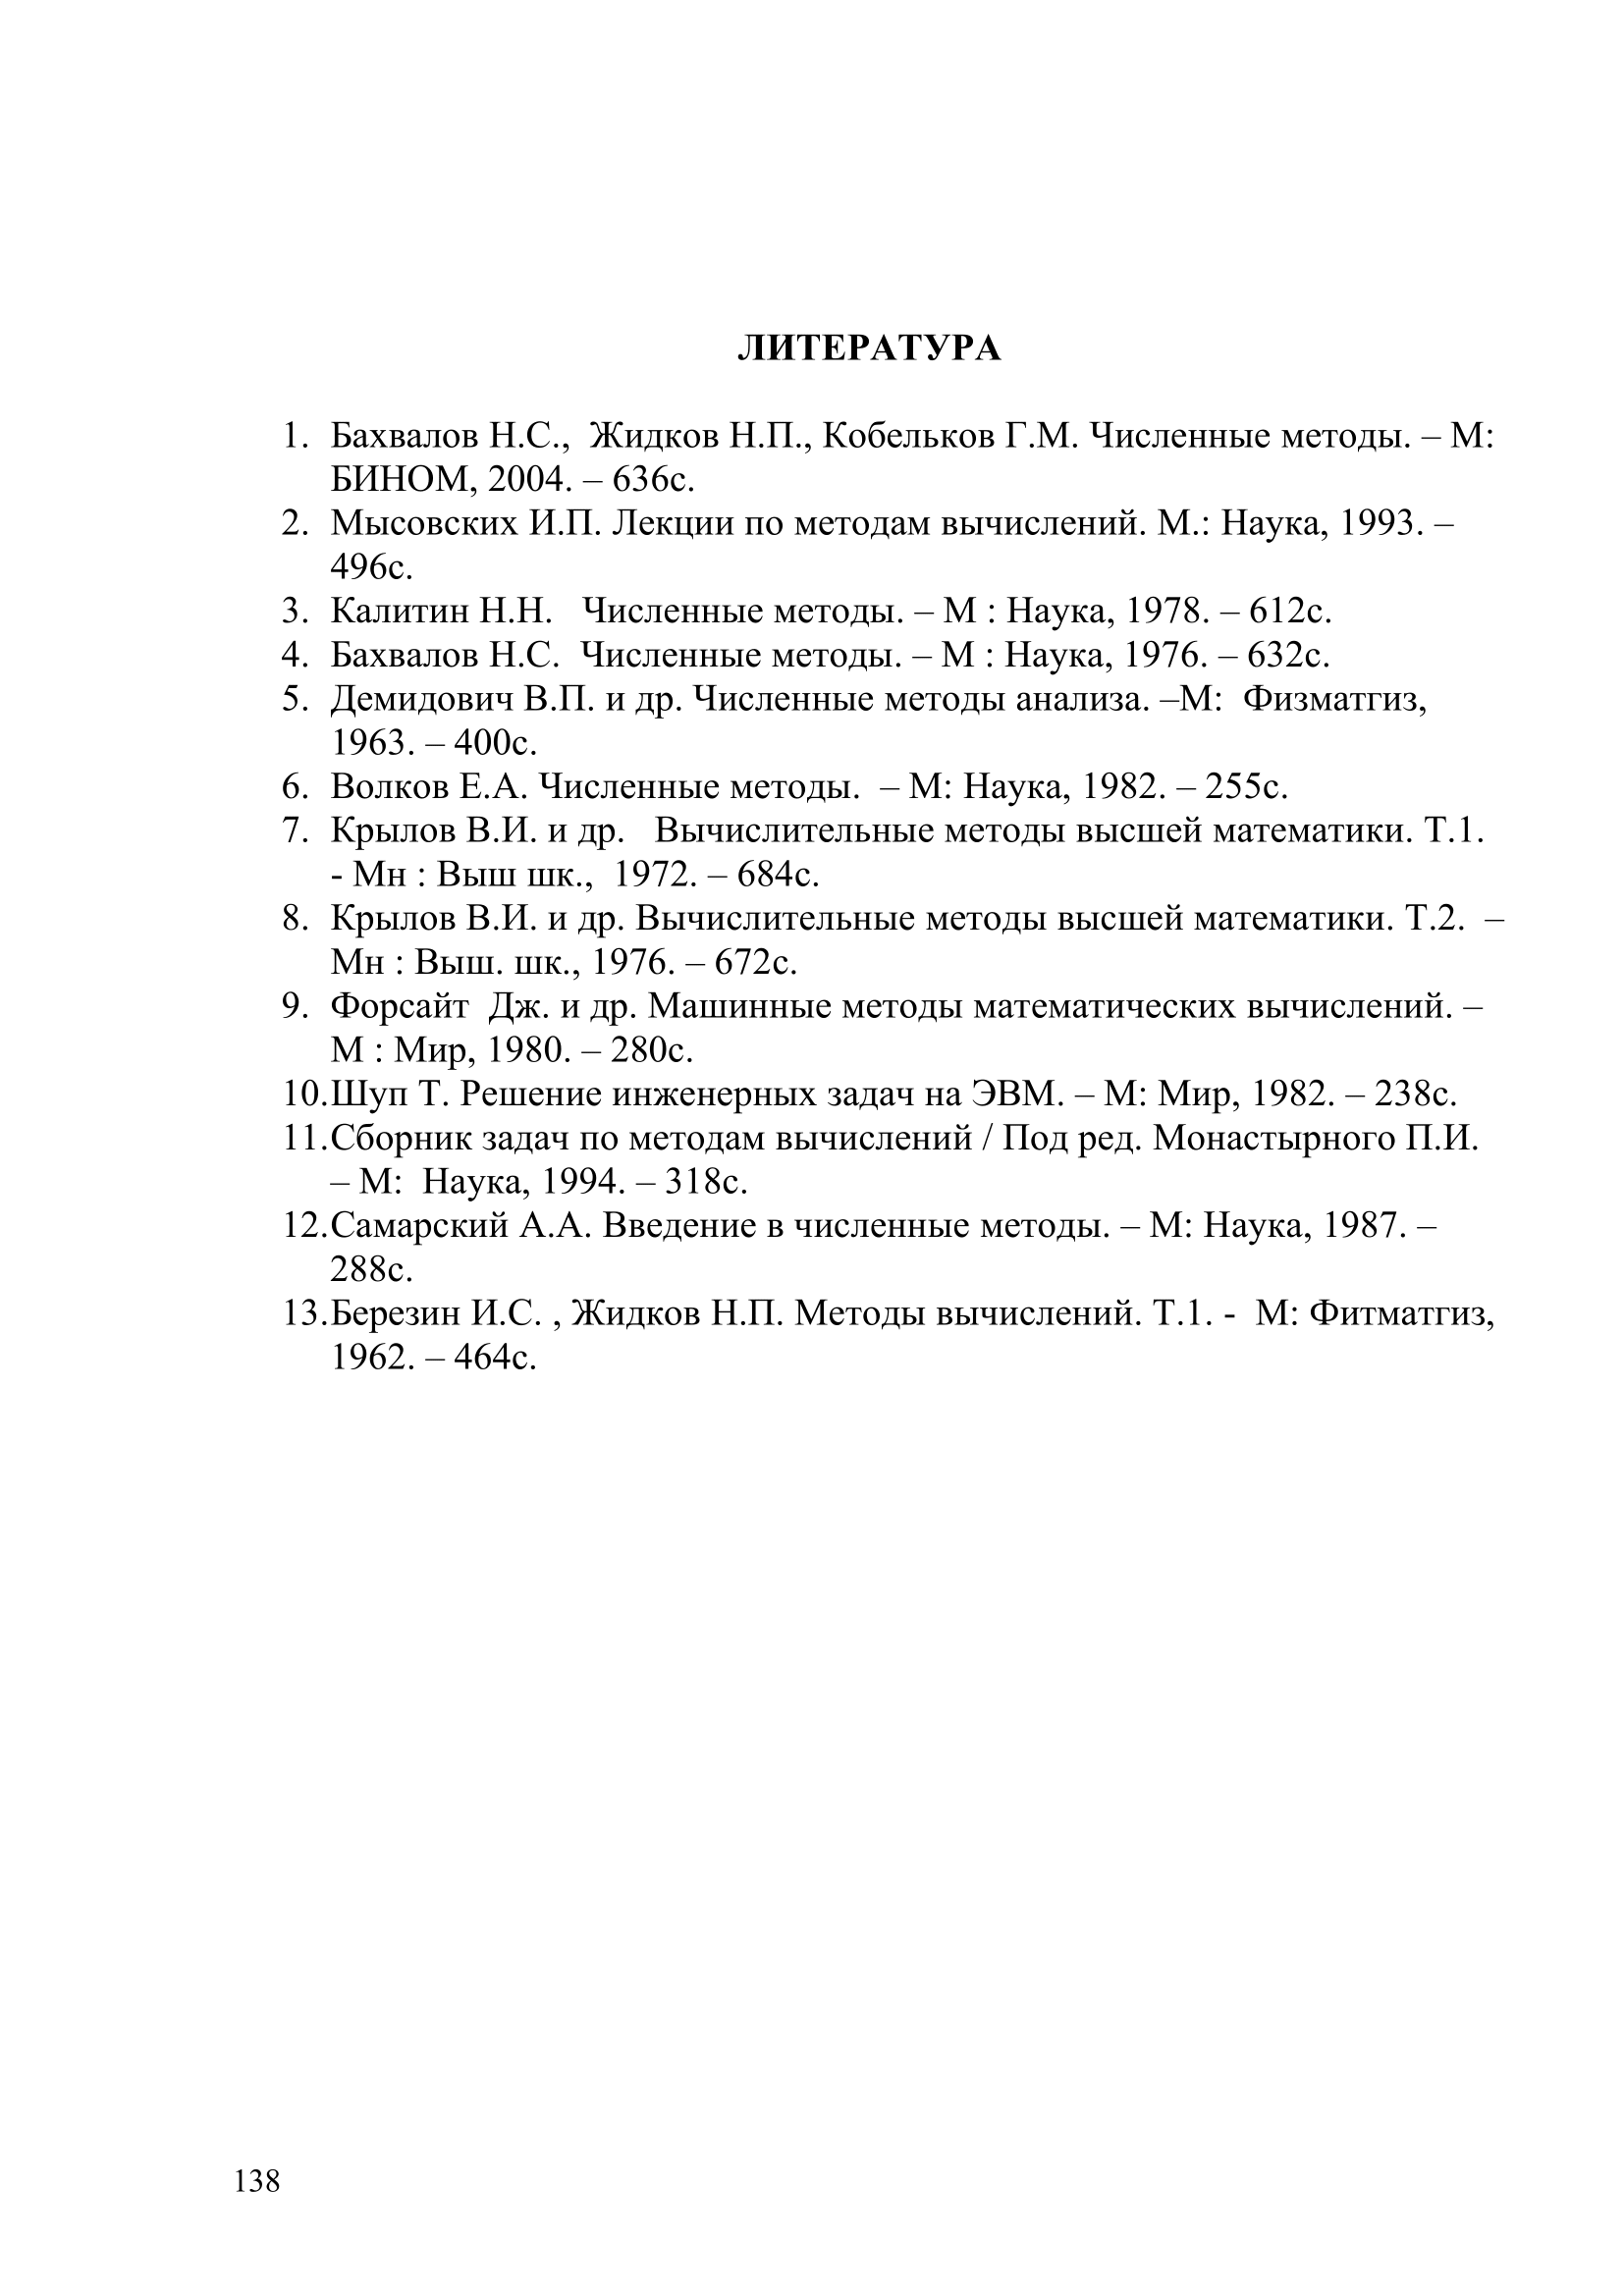 ЛИТЕРАТУРА
1. Бахвалов Н.С.,  Жидков Н.П., Кобельков Г.М. Численные методы. – М:
БИНОМ, 2004. – 636с.
2. Мысовских И.П. Лекции по методам вычислений. М.: Наука, 1993. –
496с.
3. Калитин Н.Н.   Численные методы. – М : Наука, 1978. – 612с.
4. Бахвалов Н.С.  Численные методы. – М : Наука, 1976. – 632с.
5. Демидович В.П. и др. Численные методы анализа. –М:  Физматгиз,
1963. – 400с.
6. Волков Е.А. Численные методы.  – М: Наука, 1982. – 255с.
7. Крылов В.И. и др.   Вычислительные методы высшей математики. Т.1.
- Мн : Выш шк.,  1972. – 684с.
8. Крылов В.И. и др. Вычислительные методы высшей математики. Т.2.  –
Мн : Выш. шк., 1976. – 672с.
9. Форсайт  Дж. и др. Машинные методы математических вычислений. –
М : Мир, 1980. – 280с.
10.Шуп Т. Решение инженерных задач на ЭВМ. – М: Мир, 1982. – 238с.
11.Сборник задач по методам вычислений / Под ред. Монастырного П.И.
– М:  Наука, 1994. – 318с.
12.Самарский А.А. Введение в численные методы. – М: Наука, 1987. –
288с.
13.Березин И.С. , Жидков Н.П. Методы вычислений. Т.1. -  М: Фитматгиз,
1962. – 464с.
138